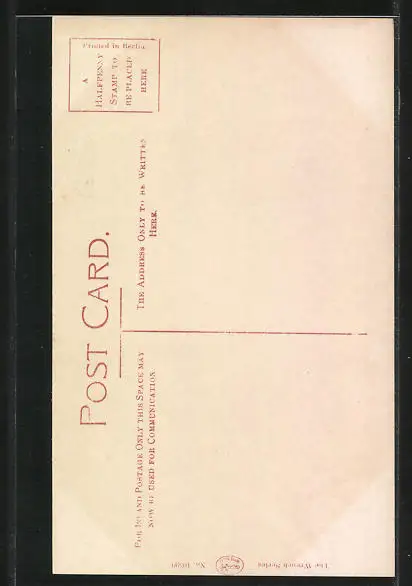 POST CARD.
Printed in Berlin
A
HALFPENNY
STAMP TO
BE PLACED
HERE
FOR INLAND POSTAGE ONLY THIS SPACE MAY
NOW BE USED FOR COMMUNICATION.
THE ADDRESS ONLY TO BE WRITTEN
HERE.
The Wrench Series
No.